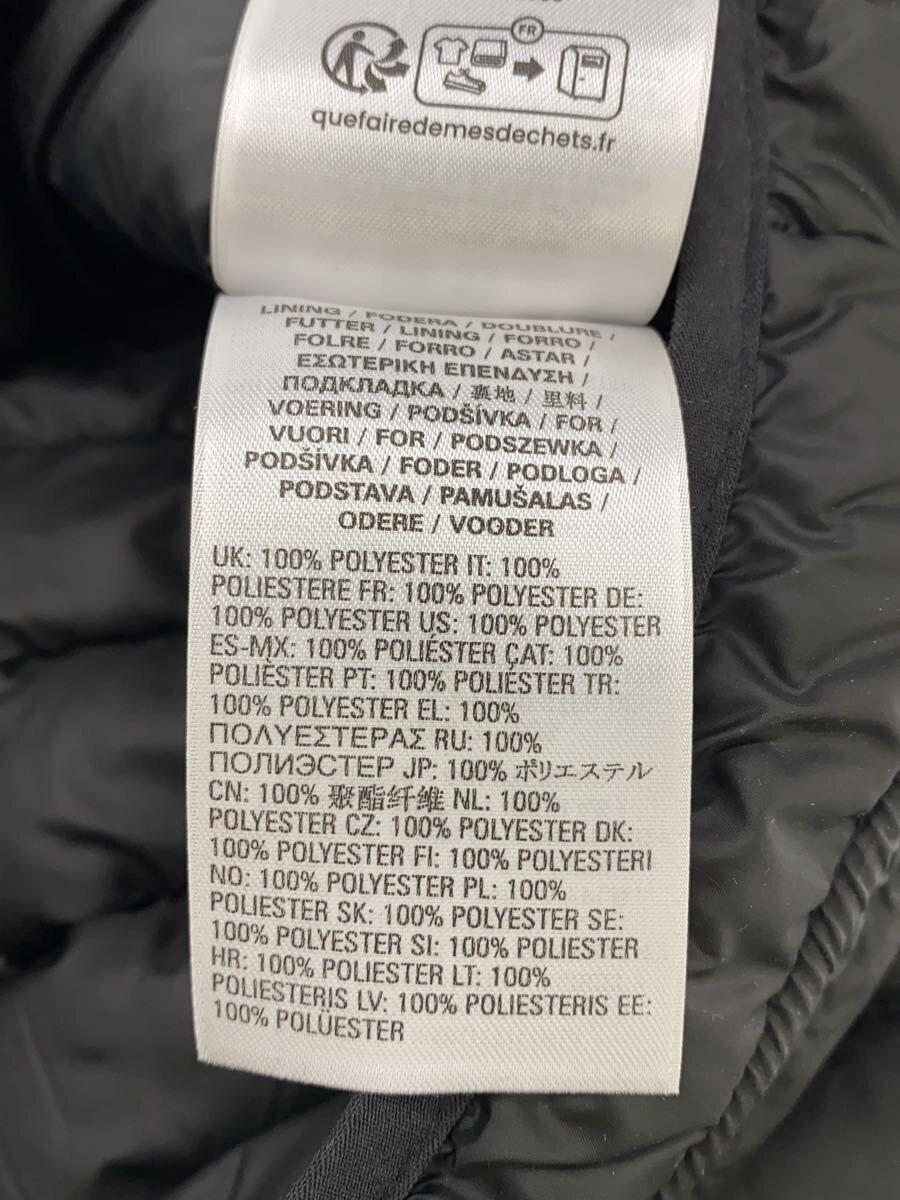 FR
quefairedemesdechets.fr
LINING / FODERA / DOUBLURE /
FUTTER / LINING / FORRO /
FOLRE / FORRO / ASTAR /
ΕΣΩΤΕΡΙΚΗ ΕΠΕΝΔΥΣΗ /
ПОДКЛАДКА / 裏地 / 里料 /
VOERING / PODŠÍVKA / FOR /
VUORI / FOR / PODSZEWKA /
PODŠÍVKA / FODER / PODLOGA /
PODSTAVA / PAMUŠALAS /
ODERE / VOODER
UK: 100% POLYESTER IT: 100%
POLIESTERE FR: 100% POLYESTER DE:
100% POLYESTER US: 100% POLYESTER
ES-MX: 100% POLIÉSTER CAT: 100%
POLIÈSTER PT: 100% POLIÉSTER TR:
100% POLYESTER EL: 100%
ΠΟΛΥΕΣΤΕΡΑΣ RU: 100%
ПОЛИЭСТЕР JP: 100% ポリエステル
CN: 100% 聚酯纤维 NL: 100%
POLYESTER CZ: 100% POLYESTER DK:
100% POLYESTER FI: 100% POLYESTERI
NO: 100% POLYESTER PL: 100%
POLIESTER SK: 100% POLYESTER SE:
100% POLYESTER SI: 100% POLIESTER
HR: 100% POLIESTER LT: 100%
POLIESTERIS LV: 100% POLIESTERIS EE:
100% POLÜESTER